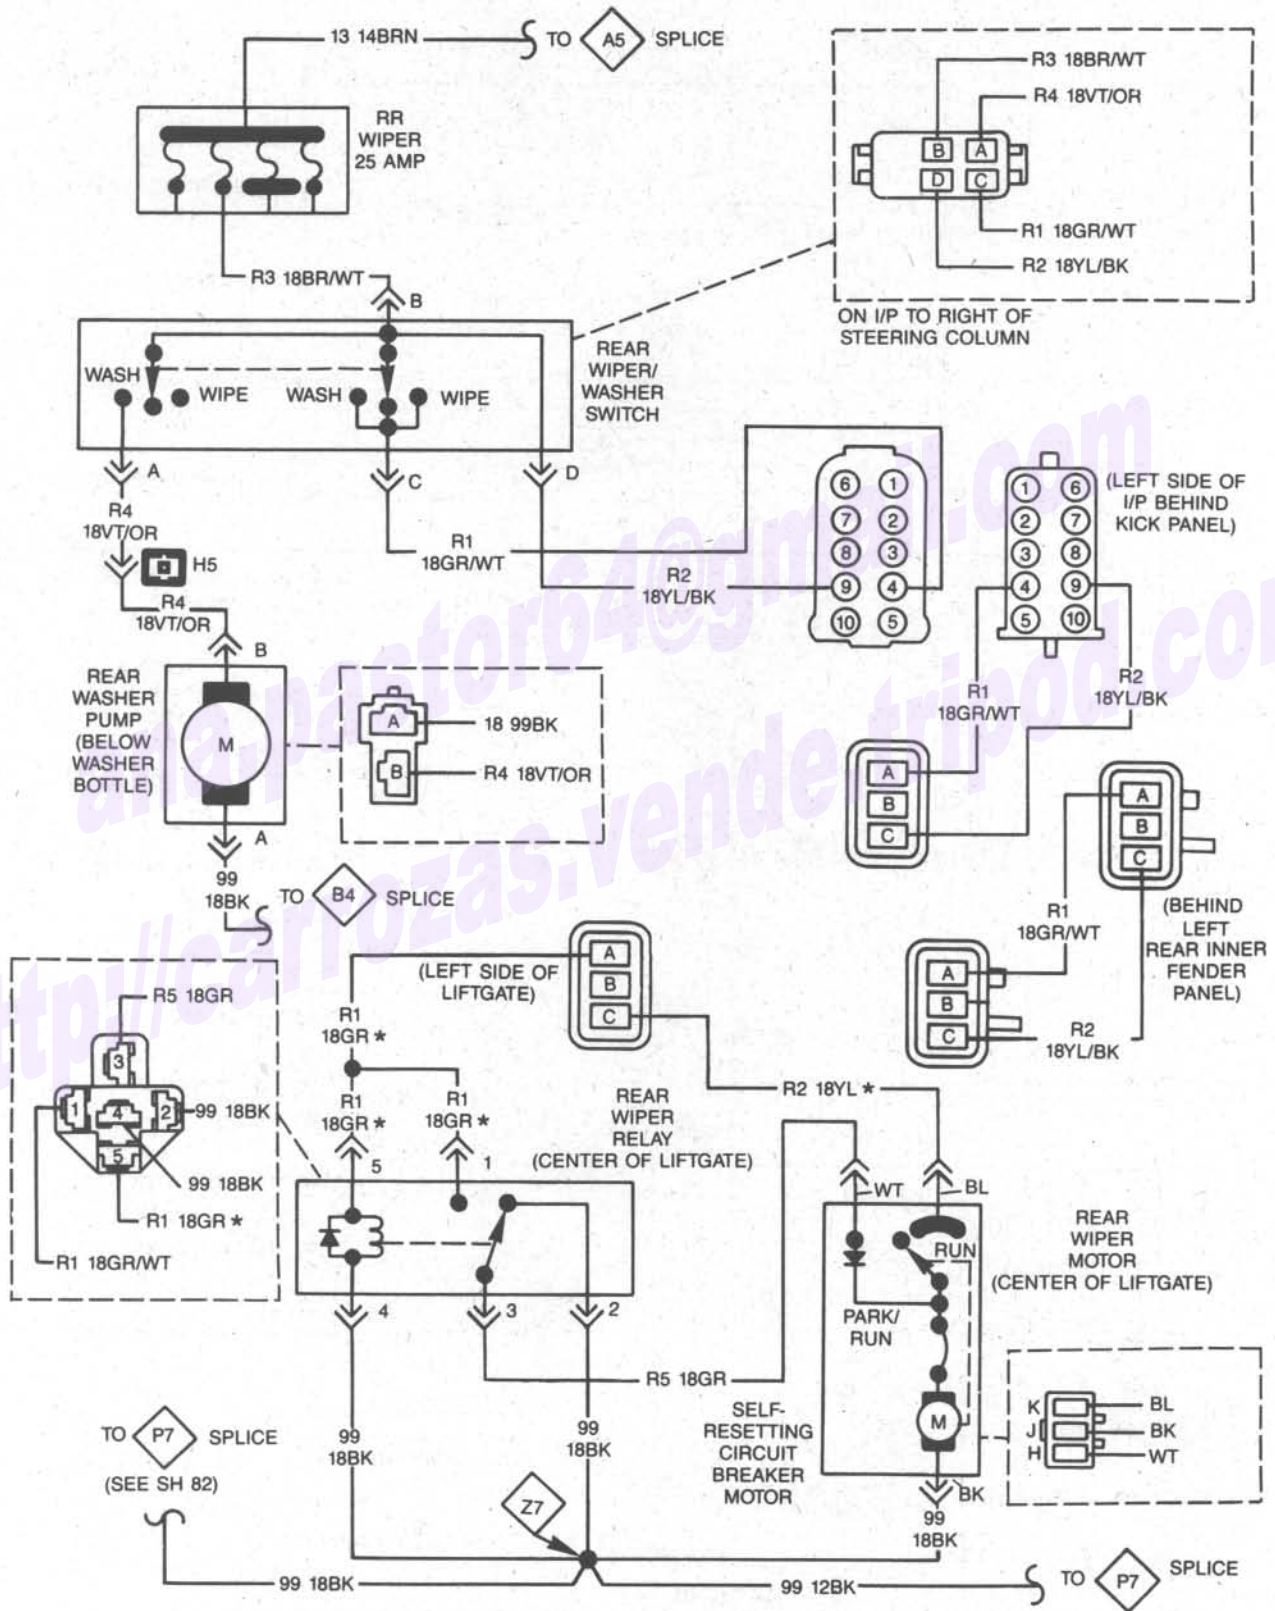 13 14BRN
TO A5 SPLICE
RR
WIPER
25 AMP
R3 18BR/WT
R4 18VT/OR
B A
D C
R1 18GR/WT
R2 18YL/BK
ON I/P TO RIGHT OF
STEERING COLUMN
R3 18BR/WT
B
WASH
WIPE
WASH
WIPE
REAR
WIPER/
WASHER
SWITCH
A
C
D
R4
18VT/OR
H5
R4
18VT/OR
B
R1
18GR/WT
R2
18YL/BK
6 1
7 2
8 3
9 4
10 5
1 6
2 7
3 8
4 9
5 10
(LEFT SIDE OF
I/P BEHIND
KICK PANEL)
REAR
WASHER
PUMP
(BELOW
WASHER
BOTTLE)
M
A
A
18 99BK
B
R4 18VT/OR
R1
18GR/WT
R2
18YL/BK
A
B
C
A
B
C
99
18BK
TO B4 SPLICE
R1
18GR/WT
(BEHIND
LEFT
REAR INNER
FENDER
PANEL)
A
B
C
R2
18YL/BK
(LEFT SIDE OF
LIFTGATE)
A
B
C
R5 18GR
3
1
4
2
5
99 18BK
99 18BK
R1 18GR *
R1 18GR/WT
R1
18GR *
R1
18GR *
R1
18GR *
5
1
REAR
WIPER
RELAY
(CENTER OF LIFTGATE)
R2 18YL *
4
3
2
WT
BL
RUN
PARK/
RUN
M
REAR
WIPER
MOTOR
(CENTER OF LIFTGATE)
R5 18GR
SELF-
RESETTING
CIRCUIT
BREAKER
MOTOR
K
BL
J
BK
H
WT
BK
99
18BK
99
18BK
99
18BK
TO P7 SPLICE
(SEE SH 82)
Z7
99 18BK
99 12BK
TO P7 SPLICE
ana.pastor64@gmail.com
http://carrozas.vende.tripod.com